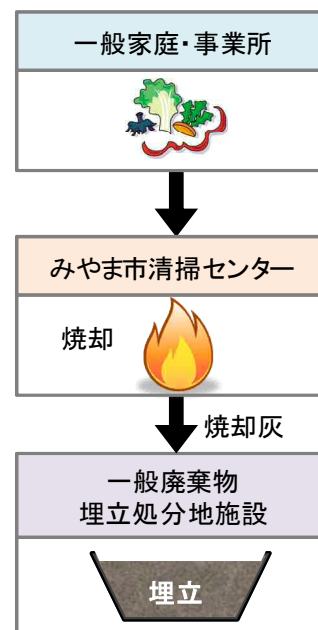 一般家庭・事業所
みやま市清掃センター
焼却
焼却灰
一般廃棄物
埋立処分地施設
埋立